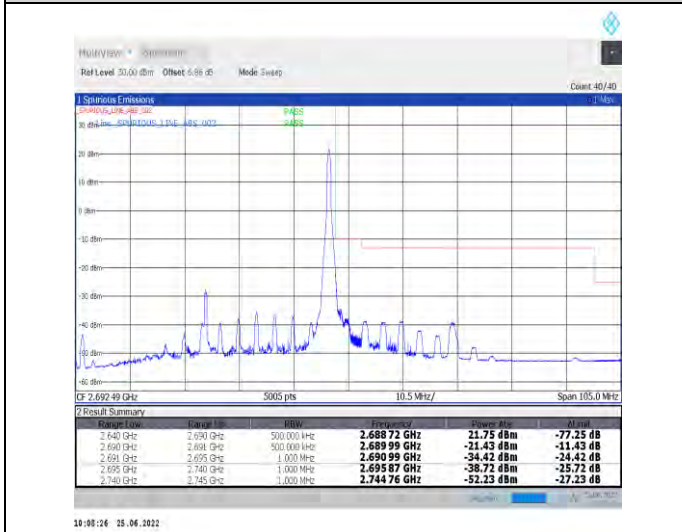 MultiView
Spectrum
Ref Level 30.00 dBm Offset 6.86 dB Mode Sweep
Count 40/40
1 Spurious Emissions
PASS
30 dBm
Line _SPURIOUS_LINE_ABS_002
PASS
20 dBm
10 dBm
0 dBm
-10 dBm
-20 dBm
-30 dBm
-40 dBm
-50 dBm
-60 dBm
CF 2.692 49 GHz 5005 pts 10.5 MHz/ Span 105.0 MHz
2 Result Summary
Range Low Range Up RBW Frequency Power Abs ΔLimit
2.640 GHz 2.690 GHz 500.000 kHz 2.688 72 GHz 21.75 dBm -77.25 dB
2.690 GHz 2.691 GHz 500.000 kHz 2.689 99 GHz -21.43 dBm -11.43 dB
2.691 GHz 2.695 GHz 1.000 MHz 2.690 99 GHz -34.42 dBm -24.42 dB
2.695 GHz 2.740 GHz 1.000 MHz 2.695 87 GHz -38.72 dBm -25.72 dB
2.740 GHz 2.745 GHz 1.000 MHz 2.744 76 GHz -52.23 dBm -27.23 dB
10:08:26 25.06.2022